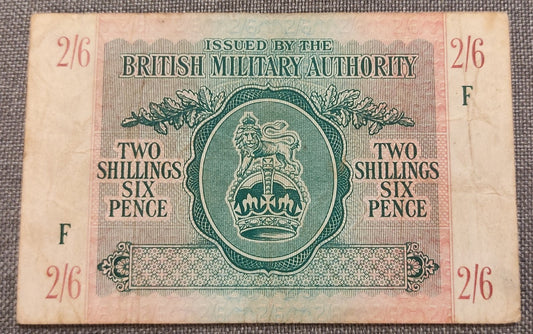 2/6
ISSUED BY THE
2/6
BRITISH MILITARY AUTHORITY
F
TWO
SHILLINGS
SIX
PENCE
TWO
SHILLINGS
SIX
PENCE
F
2/6
2/6